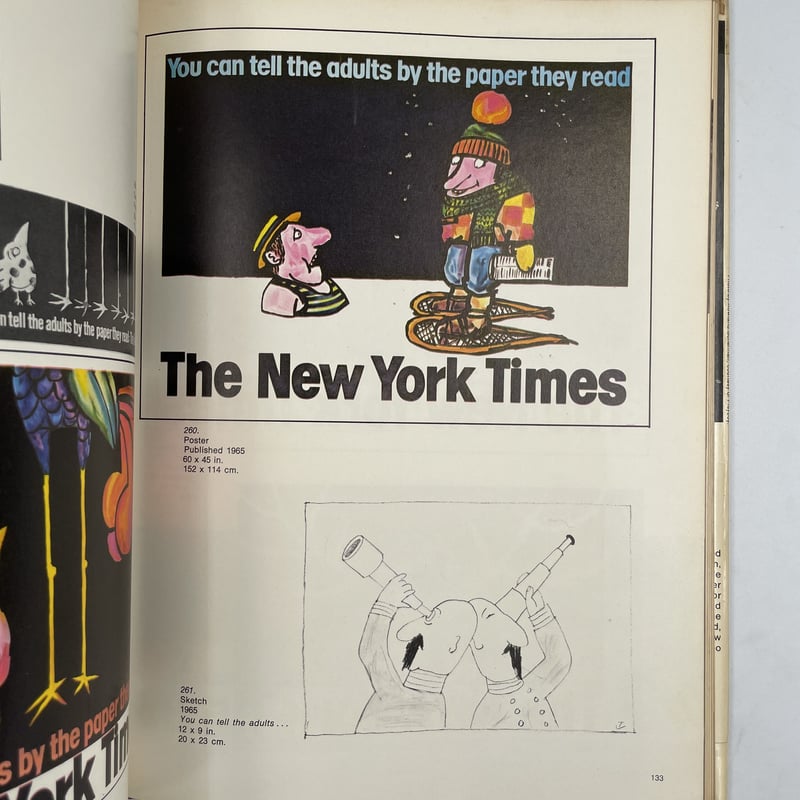 n tell the adults by the paper they read
s by the paper the
York Tim
You can tell the adults by the paper they read
The New York Times
260.
Poster
Published 1965
60 x 45 in.
152 x 114 cm.
261.
Sketch
1965
You can tell the adults . . .
12 x 9 in.
20 x 23 cm.
133
d
n.
e
or
d
e
d,
w
o